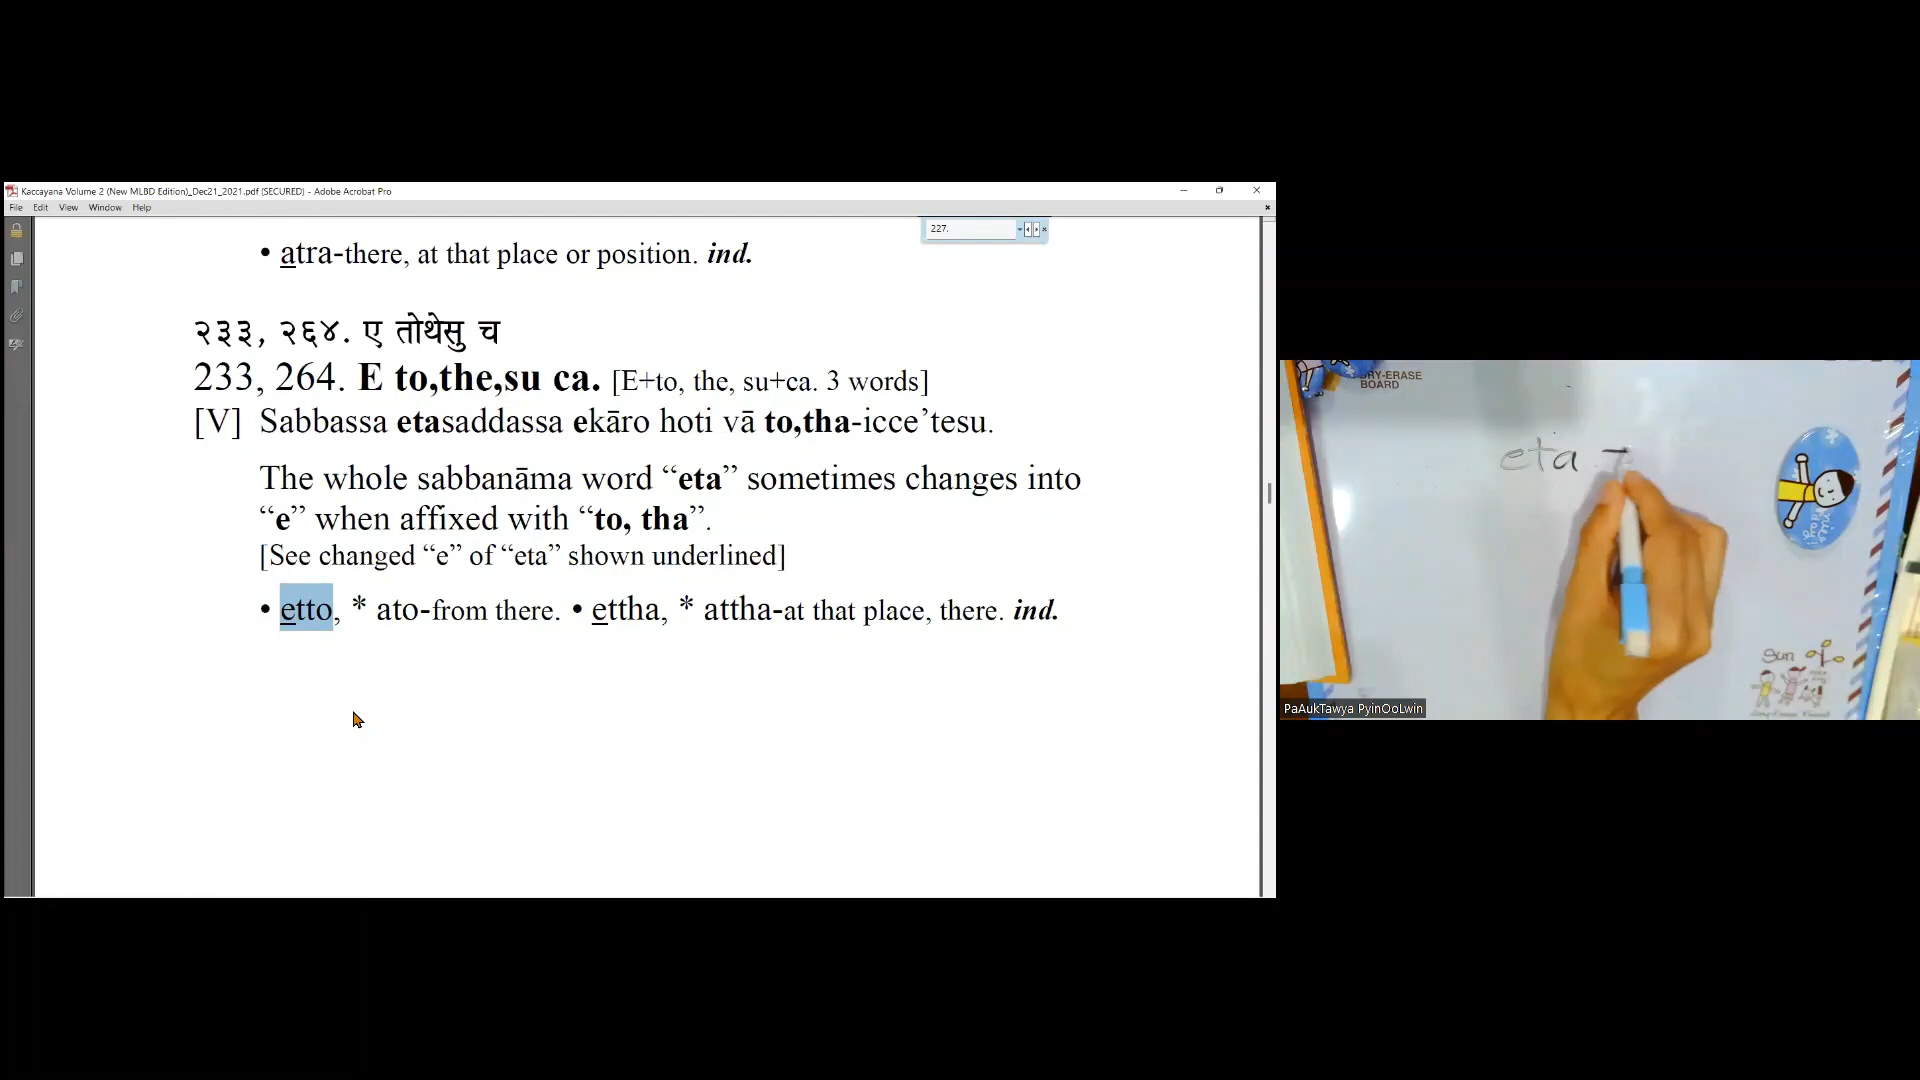 Kaccayana Volume 2 (New MLBD Edition)_Dec21_2021.pdf (SECURED) - Adobe Acrobat Pro
File Edit View Window Help
227.
• atra-there, at that place or position. ind.
२३३, २६४. ए तोथेसु च
233, 264. E to,the,su ca. [E+to, the, su+ca. 3 words]
[V] Sabbassa etasaddassa ekāro hoti vā to,tha-icce’tesu.
The whole sabbanāma word “eta” sometimes changes into
“e” when affixed with “to, tha”.
[See changed “e” of “eta” shown underlined]
• etto, * ato-from there. • ettha, * attha-at that place, there. ind.
DRY-ERASE
BOARD
eta
Sun
PaAukTawya PyinOoLwin